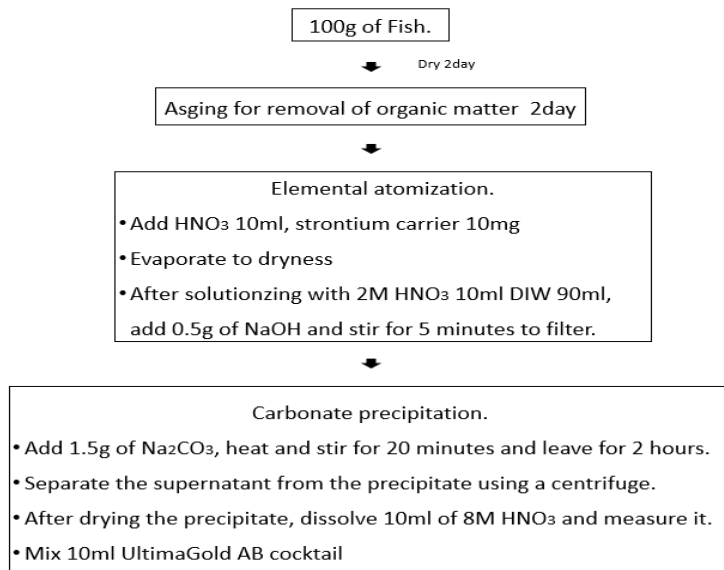 100g of Fish.
Dry 2day
Asging for removal of organic matter 2day
Elemental atomization.
•Add HNO₃ 10ml, strontium carrier 10mg
•Evaporate to dryness
•After solutionzing with 2M HNO₃ 10ml DIW 90ml,
add 0.5g of NaOH and stir for 5 minutes to filter.
Carbonate precipitation.
•Add 1.5g of Na₂CO₃, heat and stir for 20 minutes and leave for 2 hours.
•Separate the supernatant from the precipitate using a centrifuge.
•After drying the precipitate, dissolve 10ml of 8M HNO₃ and measure it.
•Mix 10ml UltimaGold AB cocktail